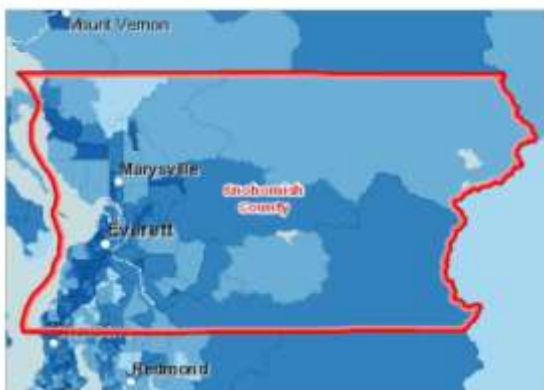 Mount Vernon
Marysville
Snohomish
County
Everett
Redmond